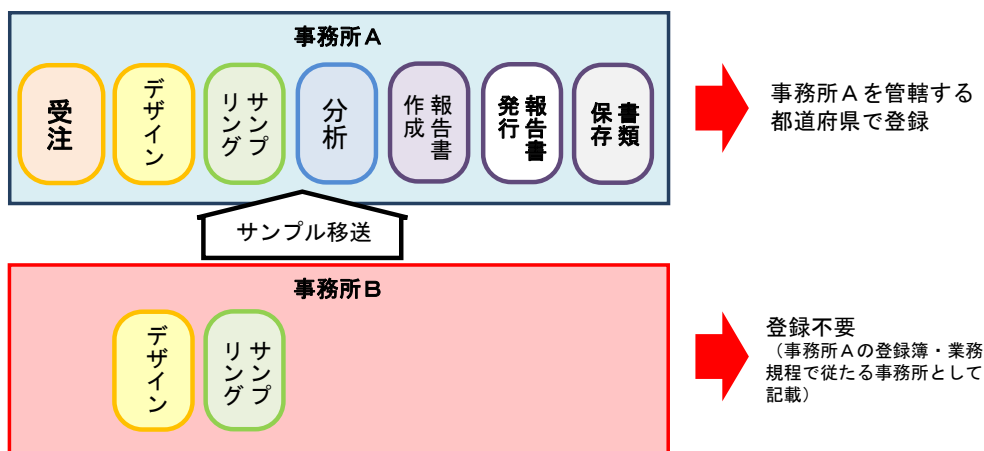 事務所Ａ
受注
デザイン
サンプリング
分析
報告書作成
報告書発行
書類保存
事務所Ａを管轄する
都道府県で登録
サンプル移送
事務所Ｂ
デザイン
サンプリング
登録不要
（事務所Ａの登録簿・業務
規程で従たる事務所として
記載）